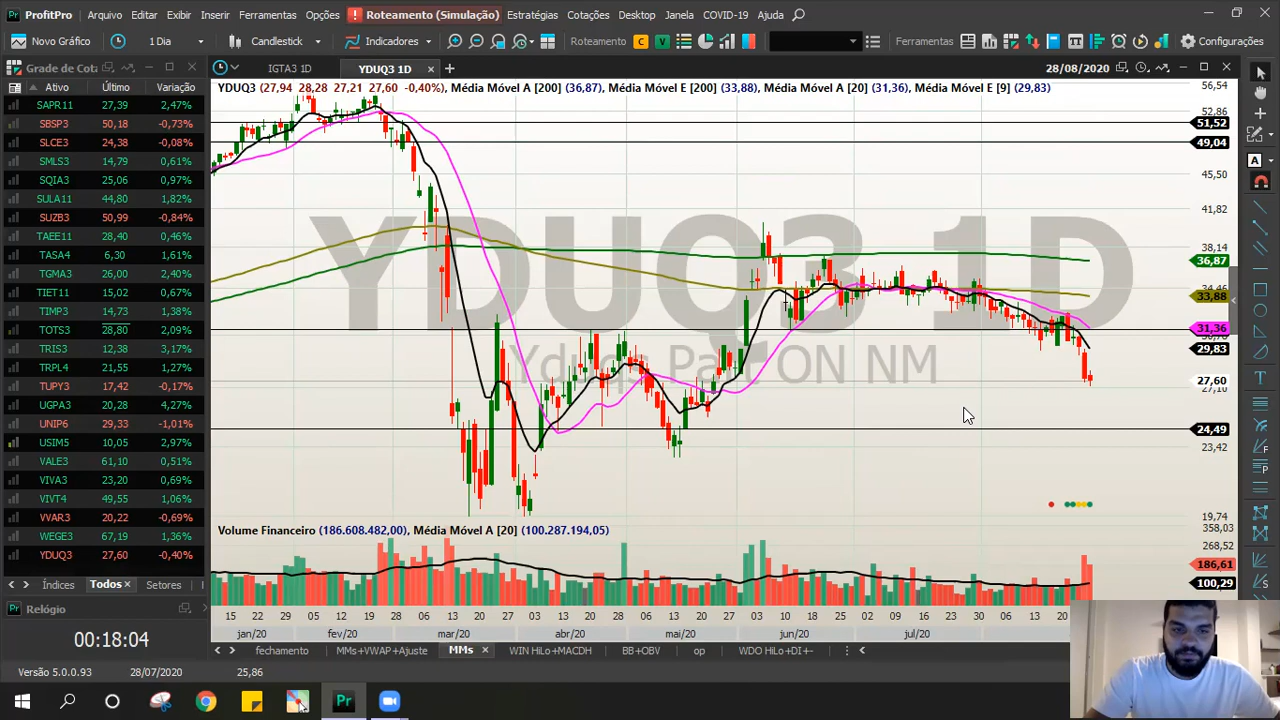 ProfitPro Arquivo Editar Exibir Inserir Ferramentas Opções Roteamento (Simulação) Estratégias Cotações Desktop Janela COVID-19 Ajuda
Novo Gráfico 1 Dia Candlestick Indicadores Roteamento C V Ferramentas Configurações
Grade de Cot
IGTA3 1D YDUQ3 1D 28/08/2020
Ativo Último Variação
SAPR11 27,39 2,47%
SBSP3 50,18 -0,73%
SLCE3 24,38 -0,08%
SMLS3 14,79 0,61%
SQIA3 25,06 0,97%
SULA11 44,80 1,82%
SUZB3 50,99 -0,84%
TAEE11 28,40 0,46%
TASA4 6,30 1,61%
TGMA3 26,00 2,40%
TIET11 15,02 0,67%
TIMP3 14,73 1,38%
TOTS3 28,80 2,09%
TRIS3 12,38 3,17%
TRPL4 21,55 1,27%
TUPY3 17,42 -0,17%
UGPA3 20,28 4,27%
UNIP6 29,33 -1,01%
USIM5 10,05 2,97%
VALE3 61,10 0,51%
VIVA3 23,20 0,69%
VIVT4 49,55 1,06%
VVAR3 20,22 -0,69%
WEGE3 67,19 1,36%
YDUQ3 27,60 -0,40%
Índices Todos Setores
Relógio
00:18:04
YDUQ3 (27,94 28,28 27,21 27,60 -0,40%), Média Móvel A [200] (36,87), Média Móvel E [200] (33,88), Média Móvel A [20] (31,36), Média Móvel E [9] (29,83)
YDUQ3 1D
Yduqs Part ON NM
56,54
52,86
51,52
49,04
45,50
41,82
38,14
36,87
34,46
33,88
31,36
29,83
27,60
27,10
24,49
23,42
19,74
Volume Financeiro (186.608.482,00), Média Móvel A [20] (100.287.194,05)
358,03
268,52
186,61
100,29
15 22 29 05 12 19 28 06 13 20 27 03 13 20 28 06 13 20 27 03 10 18 25 02 09 16 23 30 06 13 20
jan/20 fev/20 mar/20 abr/20 mai/20 jun/20 jul/20
fechamento MMs+VWAP+Ajuste MMs WIN HiLo+MACDH BB+OBV op WDO HiLo+DI+-
Versão 5.0.0.93 28/07/2020 25,86
Pr